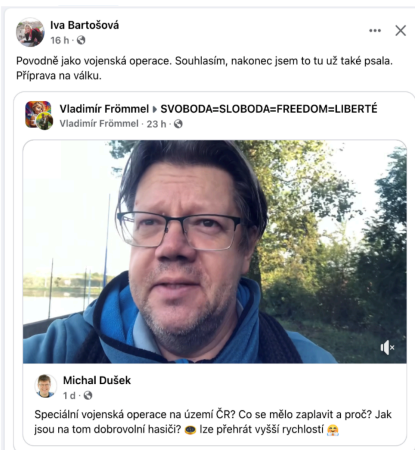 Iva Bartošová
16 h ·
Povodně jako vojenská operace. Souhlasím, nakonec jsem to tu už také psala.
Příprava na válku.
Vladimír Frömmel ▸ SVOBODA=SLOBODA=FREEDOM=LIBERTÉ
Vladimír Frömmel · 23 h ·
Michal Dušek
1 d ·
Speciální vojenská operace na území ČR? Co se mělo zaplavit a proč? Jak
jsou na tom dobrovolní hasiči? lze přehrát vyšší rychlostí